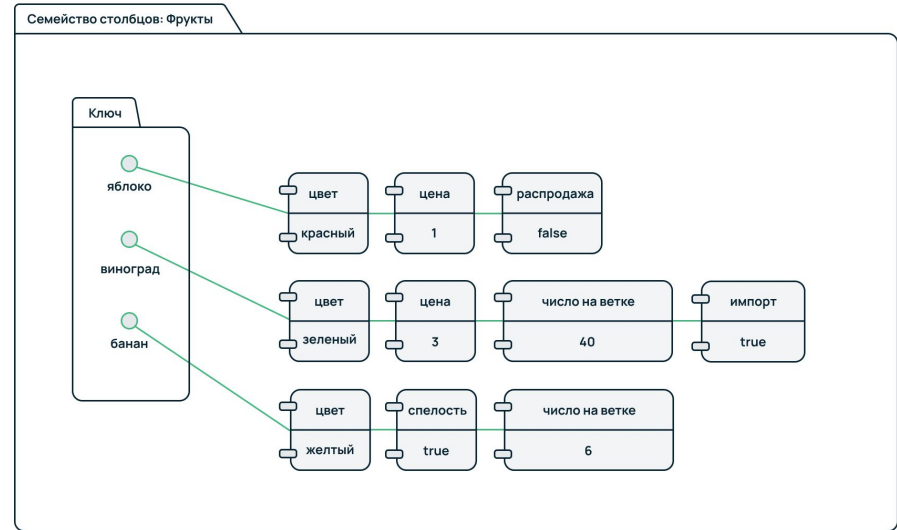 Семейство столбцов: Фрукты
Ключ
яблоко
цвет
красный
цена
1
распродажа
false
виноград
цвет
зеленый
цена
3
число на ветке
40
импорт
true
банан
цвет
желтый
спелость
true
число на ветке
6